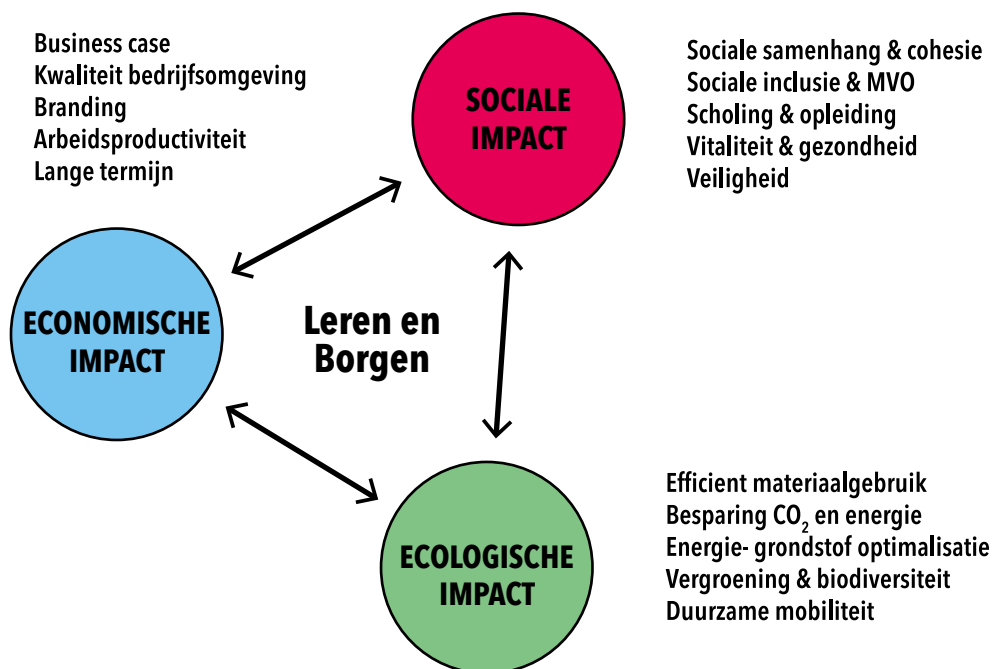 Business case
Kwaliteit bedrijfsomgeving
Branding
Arbeidsproductiviteit
Lange termijn
SOCIALE
IMPACT
Sociale samenhang & cohesie
Sociale inclusie & MVO
Scholing & opleiding
Vitaliteit & gezondheid
Veiligheid
ECONOMISCHE
IMPACT
Leren en
Borgen
ECOLOGISCHE
IMPACT
Efficient materiaalgebruik
Besparing CO₂ en energie
Energie- grondstof optimalisatie
Vergroening & biodiversiteit
Duurzame mobiliteit